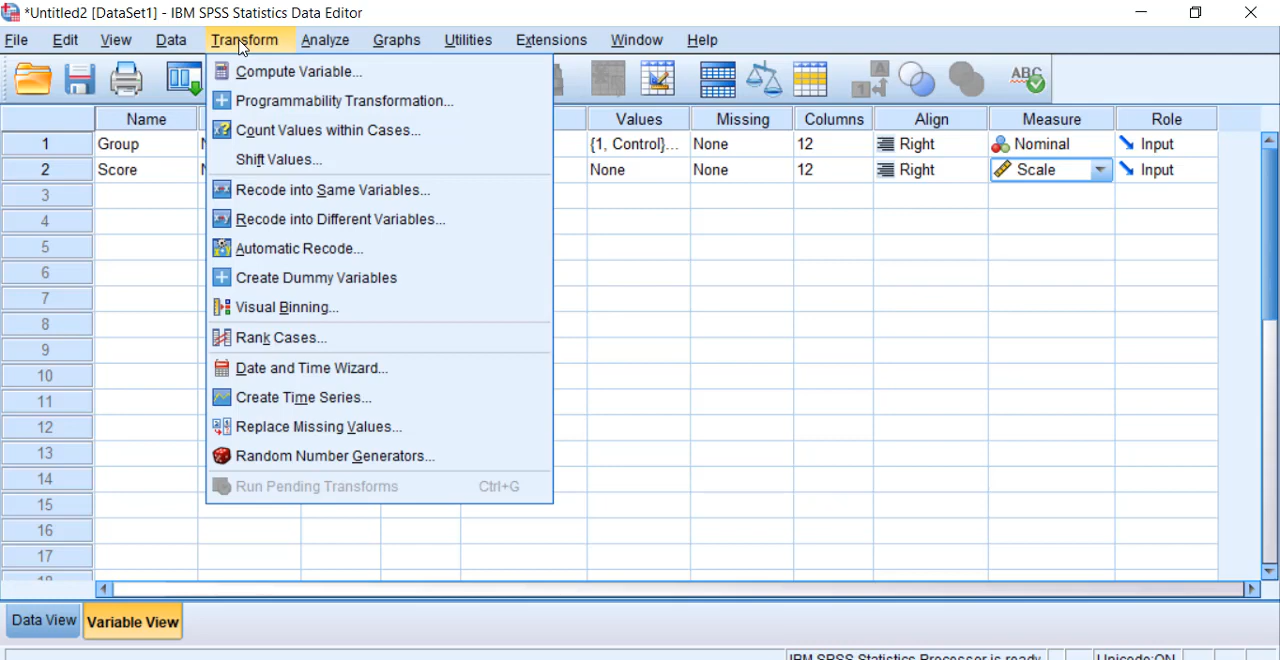 *Untitled2 [DataSet1] - IBM SPSS Statistics Data Editor
File Edit View Data Transform Analyze Graphs Utilities Extensions Window Help
Compute Variable...
Programmability Transformation...
Count Values within Cases...
Shift Values...
Recode into Same Variables...
Recode into Different Variables...
Automatic Recode...
Create Dummy Variables
Visual Binning...
Rank Cases...
Date and Time Wizard...
Create Time Series...
Replace Missing Values...
Random Number Generators...
Run Pending Transforms Ctrl+G
A
ABC
Name Values Missing Columns Align Measure Role
1 Group {1, Control}... None 12 Right Nominal Input
2 Score None None 12 Right Scale Input
3
4
5
6
7
8
9
10
11
12
13
14
15
16
17
18
Data View Variable View
IBM SPSS Statistics Processor is ready Unicode:ON